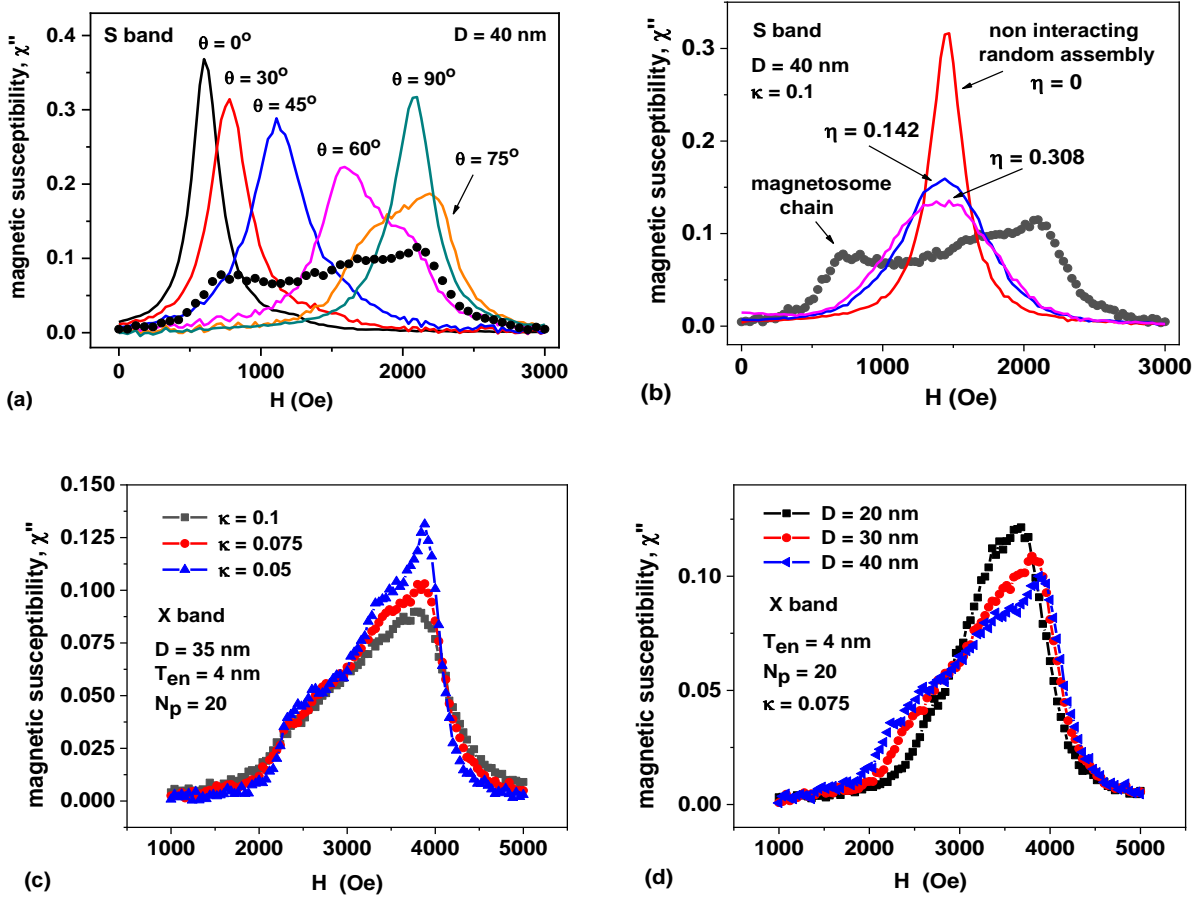 S band
D = 40 nm
θ = 0°
θ = 30°
θ = 45°
θ = 60°
θ = 90°
θ = 75°
0.4
0.3
0.2
0.1
0.0
magnetic susceptibility, χ"
0
1000
2000
3000
H (Oe)
(a)
S band
D = 40 nm
κ = 0.1
non interacting
random assembly
η = 0
η = 0.142
η = 0.308
magnetosome
chain
0.3
0.2
0.1
0.0
magnetic susceptibility, χ"
0
1000
2000
3000
H (Oe)
(b)
0.150
0.125
0.100
0.075
0.050
0.025
0.000
magnetic susceptibility, χ"
κ = 0.1
κ = 0.075
κ = 0.05
X band
D = 35 nm
Ten = 4 nm
Np = 20
1000
2000
3000
4000
5000
H (Oe)
(c)
0.10
0.05
0.00
magnetic susceptibility, χ"
D = 20 nm
D = 30 nm
D = 40 nm
X band
Ten = 4 nm
Np = 20
κ = 0.075
1000
2000
3000
4000
5000
H (Oe)
(d)